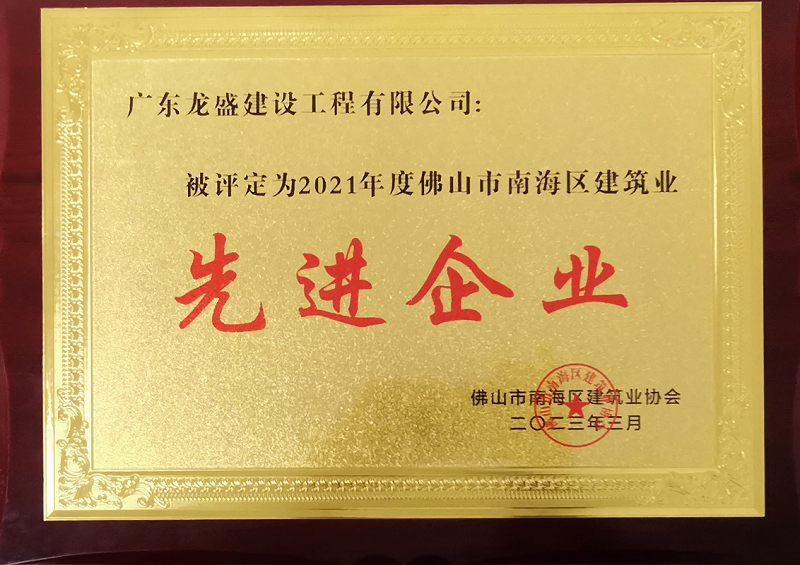 广东龙盛建设工程有限公司:
被评定为2021年度佛山市南海区建筑业
先进企业
佛山市南海区建筑业协会
二〇二三年三月